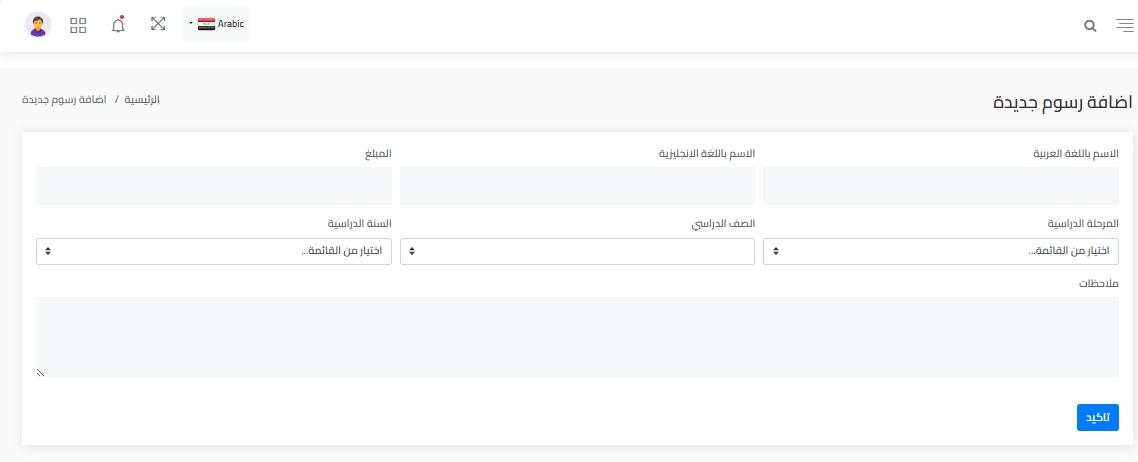 Arabic
اضافة رسوم جديدة
الرئيسية / اضافة رسوم جديدة
الاسم باللغة العربية
الاسم باللغة الانجليزية
المبلغ
المرحلة الدراسية
الصف الدراسي
السنة الدراسية
اختيار من القائمة...
اختيار من القائمة...
ملاحظات
تاكيد